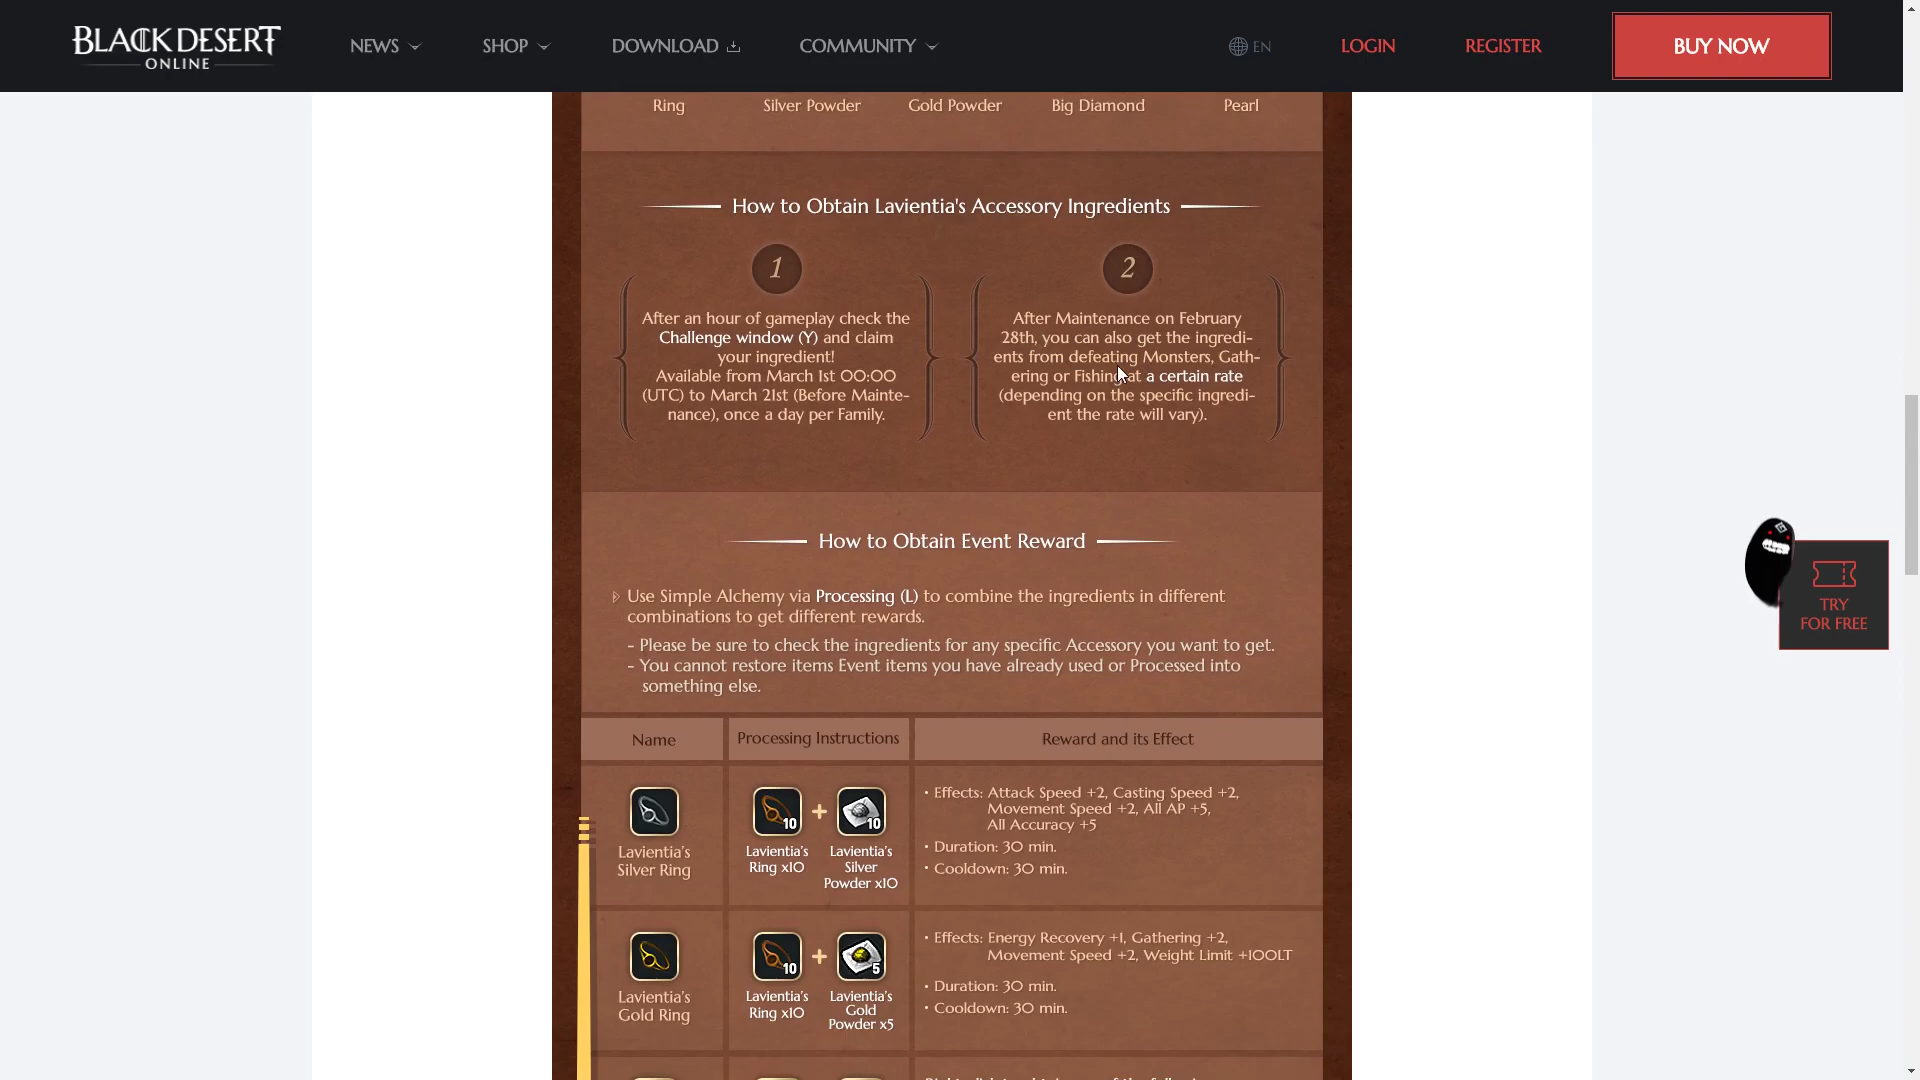 BLACK DESERT
ONLINE
NEWS
SHOP
DOWNLOAD
COMMUNITY
EN
LOGIN
REGISTER
BUY NOW
Ring
Silver Powder
Gold Powder
Big Diamond
Pearl
How to Obtain Lavientia's Accessory Ingredients
1
After an hour of gameplay check the
Challenge window (Y) and claim
your ingredient!
Available from March 1st 00:00
(UTC) to March 21st (Before Mainte-
nance), once a day per Family.
2
After Maintenance on February
28th, you can also get the ingredi-
ents from defeating Monsters, Gath-
ering or Fishing at a certain rate
(depending on the specific ingredi-
ent the rate will vary).
How to Obtain Event Reward
Use Simple Alchemy via Processing (L) to combine the ingredients in different
combinations to get different rewards.
- Please be sure to check the ingredients for any specific Accessory you want to get.
- You cannot restore items Event items you have already used or Processed into
something else.
Name
Processing Instructions
Reward and its Effect
Lavientia's
Silver Ring
10 + 10
Lavientia's
Ring x10
Lavientia's
Silver
Powder x10
• Effects: Attack Speed +2, Casting Speed +2,
Movement Speed +2, All AP +5,
All Accuracy +5
• Duration: 30 min.
• Cooldown: 30 min.
Lavientia's
Gold Ring
10 + 5
Lavientia's
Ring x10
Lavientia's
Gold
Powder x5
• Effects: Energy Recovery +1, Gathering +2,
Movement Speed +2, Weight Limit +100LT
• Duration: 30 min.
• Cooldown: 30 min.
TRY
FOR FREE